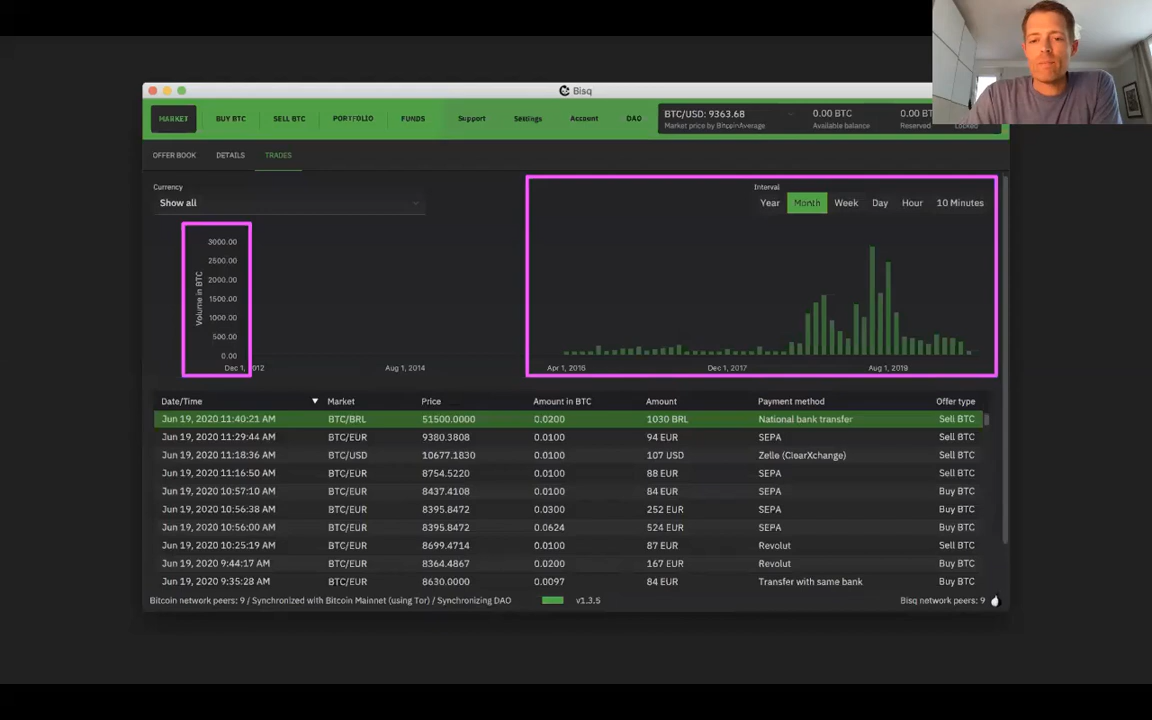 Bisq
MARKET BUY BTC SELL BTC PORTFOLIO FUNDS Support Settings Account DAO
BTC/USD: 9363.68 0.00 BTC 0.00 BT
Market price by BitcoinAverage Available balance Reserved Locked
OFFER BOOK DETAILS TRADES
Currency Interval
Show all Year Month Week Day Hour 10 Minutes
3000.00
2500.00
2000.00
1500.00
1000.00
500.00
0.00
Volume in BTC
Dec 1, 2012 Aug 1, 2014 Apr 1, 2016 Dec 1, 2017 Aug 1, 2019
Date/Time Market Price Amount in BTC Amount Payment method Offer type
Jun 19, 2020 11:40:21 AM BTC/BRL 51500.0000 0.0200 1030 BRL National bank transfer Sell BTC
Jun 19, 2020 11:29:44 AM BTC/EUR 9380.3808 0.0100 94 EUR SEPA Sell BTC
Jun 19, 2020 11:18:36 AM BTC/USD 10677.1830 0.0100 107 USD Zelle (ClearXchange) Sell BTC
Jun 19, 2020 11:16:50 AM BTC/EUR 8754.5220 0.0100 88 EUR SEPA Sell BTC
Jun 19, 2020 10:57:10 AM BTC/EUR 8437.4108 0.0100 84 EUR SEPA Buy BTC
Jun 19, 2020 10:56:38 AM BTC/EUR 8395.8472 0.0300 252 EUR SEPA Buy BTC
Jun 19, 2020 10:56:00 AM BTC/EUR 8395.8472 0.0624 524 EUR SEPA Buy BTC
Jun 19, 2020 10:25:19 AM BTC/EUR 8699.4714 0.0100 87 EUR Revolut Sell BTC
Jun 19, 2020 9:44:17 AM BTC/EUR 8364.4867 0.0200 167 EUR Revolut Buy BTC
Jun 19, 2020 9:35:28 AM BTC/EUR 8630.0000 0.0097 84 EUR Transfer with same bank Buy BTC
Bitcoin network peers: 9 / Synchronized with Bitcoin Mainnet (using Tor) / Synchronizing DAO v1.3.5 Bisq network peers: 9